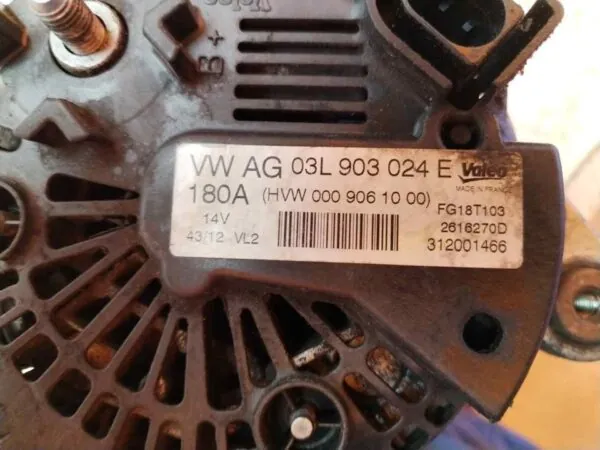 Valeo
B+
VW AG 03L 903 024 E Valeo
MADE IN FRANCE
180A (HVW 000 906 10 00) FG18T103
14V 2616270D
43/12 VL2 312001466